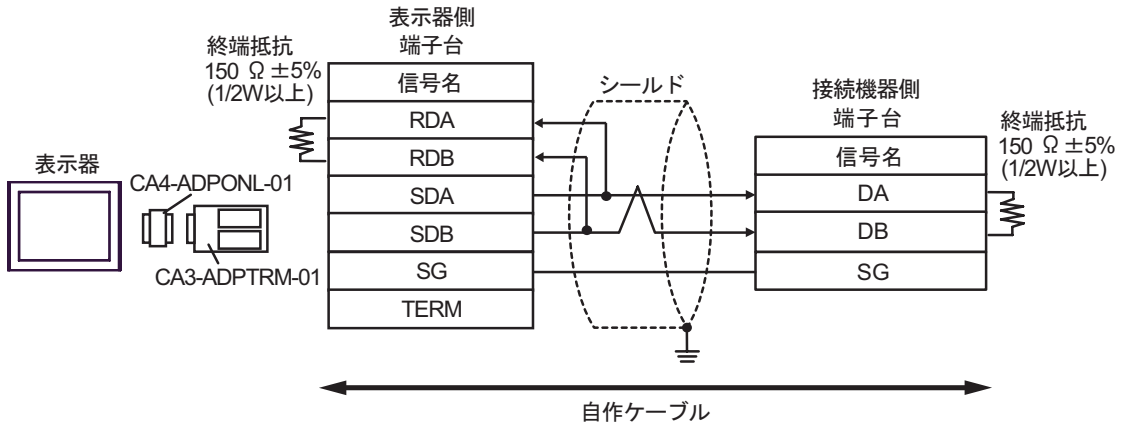 表示器側
端子台
終端抵抗
150 Ω ±5%
(1/2W以上)
信号名
RDA
RDB
SDA
SDB
SG
TERM
シールド
接続機器側
端子台
信号名
DA
DB
SG
終端抵抗
150 Ω ±5%
(1/2W以上)
表示器
CA4-ADPONL-01
CA3-ADPTRM-01
自作ケーブル